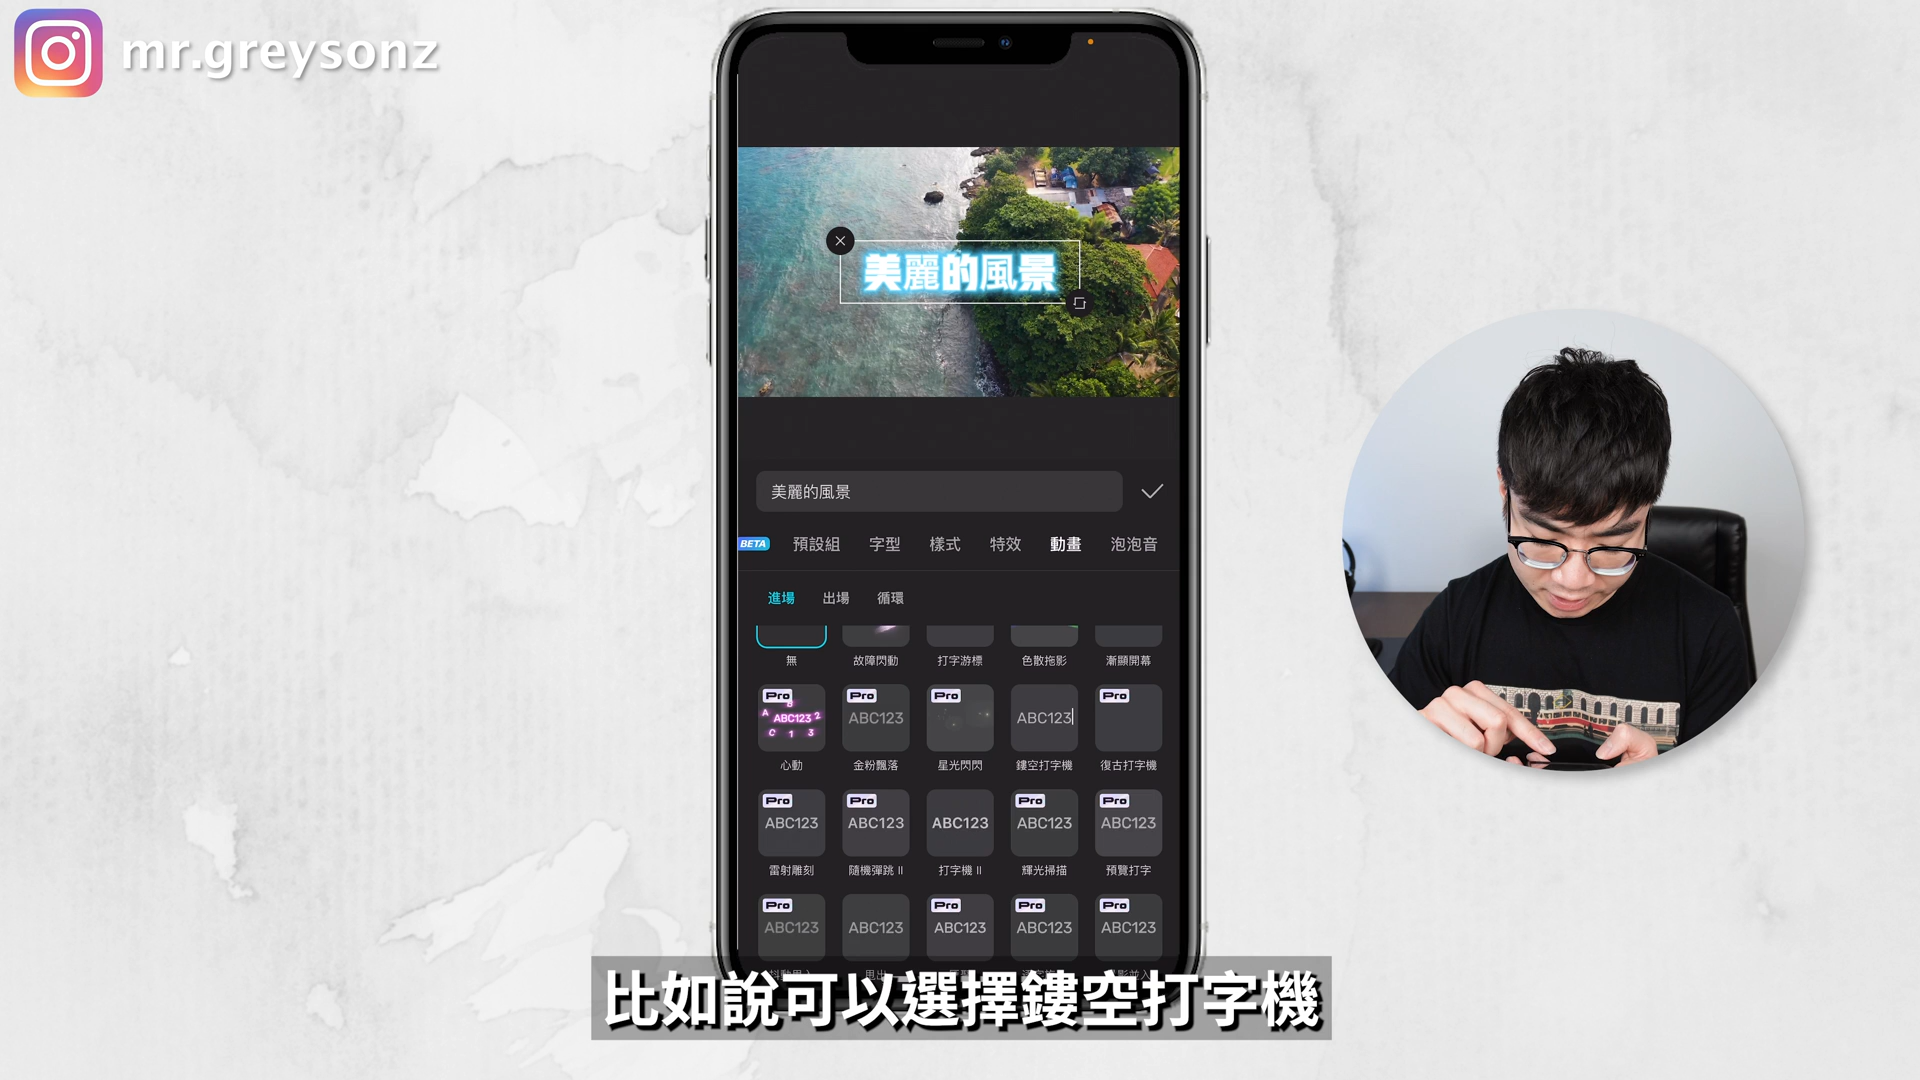 mr.greysonz
美麗的風景
美麗的風景
BETA 預設組 字型 樣式 特效 動畫 泡泡音
進場 出場 循環
無 故障閃動 打字游標 色散拖影 漸顯開幕
Pro Pro Pro Pro
A B ABC123 2 C 1 3 ABC123 ABC123
心動 金粉飄落 星光閃閃 鏤空打字機 復古打字機
Pro Pro Pro Pro
ABC123 ABC123 ABC123 ABC123 ABC123
雷射雕刻 隨機彈跳 II 打字機 II 輝光掃描 預覽打字
Pro Pro Pro Pro
ABC123 ABC123 ABC123 ABC123 ABC123
比如說可以選擇鏤空打字機